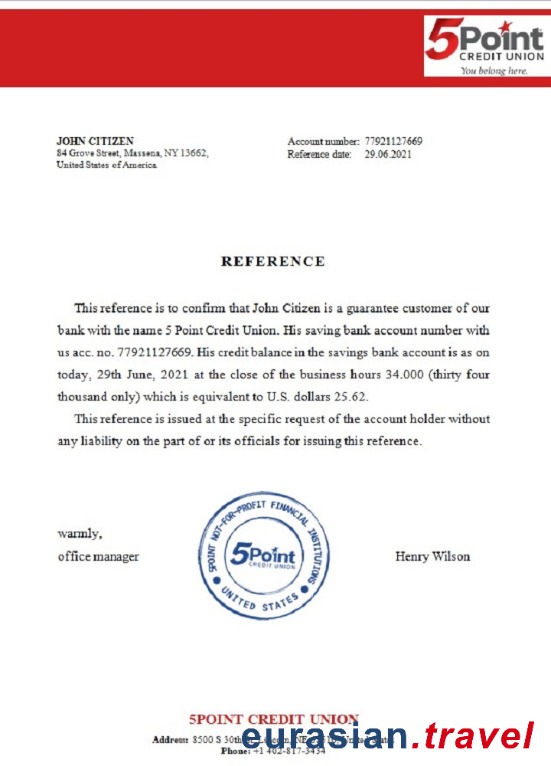 5Point
CREDIT UNION
You belong here.
JOHN CITIZEN
84 Grove Street, Massena, NY 13662,
United States of America
Account number: 77921127669
Reference date: 29.06.2021
REFERENCE
This reference is to confirm that John Citizen is a guarantee customer of our
bank with the name 5 Point Credit Union. His saving bank account number with
us acc. no. 77921127669. His credit balance in the savings bank account is as on
today, 29th June, 2021 at the close of the business hours 34.000 (thirty four
thousand only) which is equivalent to U.S. dollars 25.62.
This reference is issued at the specific request of the account holder without
any liability on the part of or its officials for issuing this reference.
warmly,
office manager
5POINT NOT-FOR-PROFIT FINANCIAL INSTITUTIONS
5Point
CREDIT UNION
UNITED STATES
Henry Wilson
5POINT CREDIT UNION
Address: 8500 S 30th
eurasian.travel
Phone: +1 402-817-3434